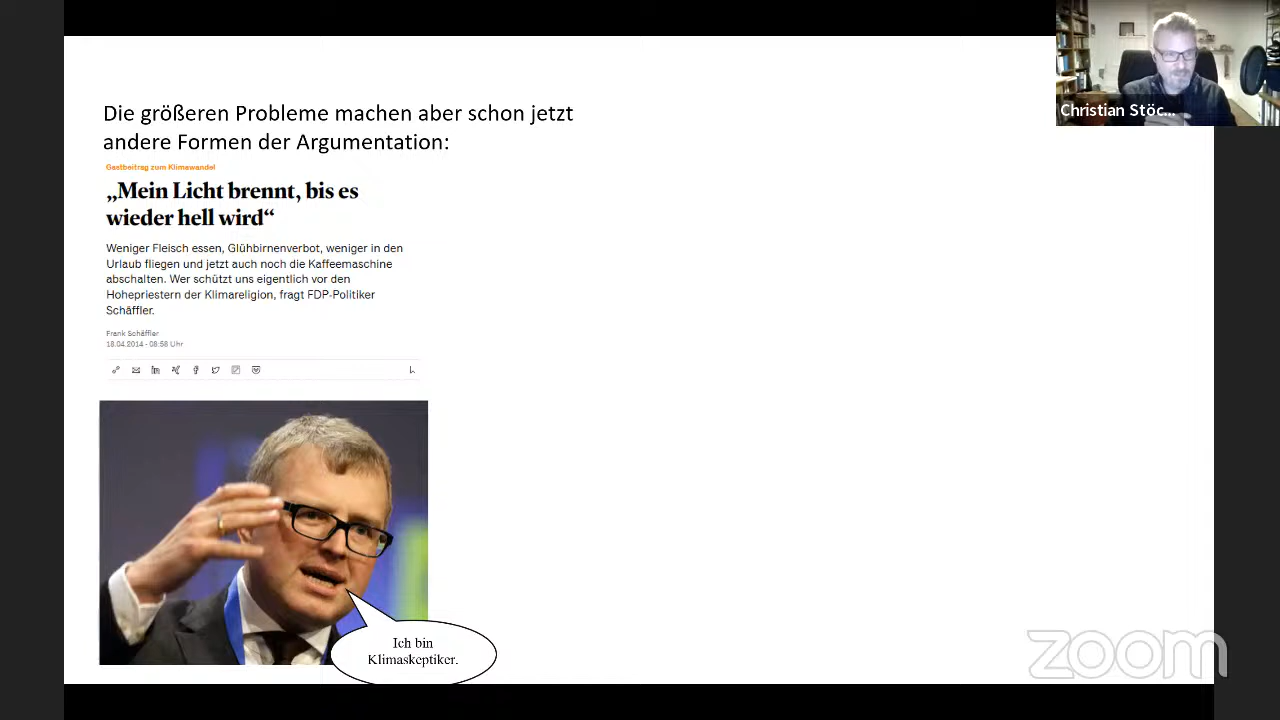 Die größeren Probleme machen aber schon jetzt
andere Formen der Argumentation:
Gastbeitrag zum Klimawandel
„Mein Licht brennt, bis es
wieder hell wird“
Weniger Fleisch essen, Glühbirnenverbot, weniger in den
Urlaub fliegen und jetzt auch noch die Kaffeemaschine
abschalten. Wer schützt uns eigentlich vor den
Hohepriestern der Klimareligion, fragt FDP-Politiker
Schäffler.
Frank Schäffler
18.04.2014 - 08:58 Uhr
Ich bin
Klimaskeptiker.
Christian Stöc...
zoom